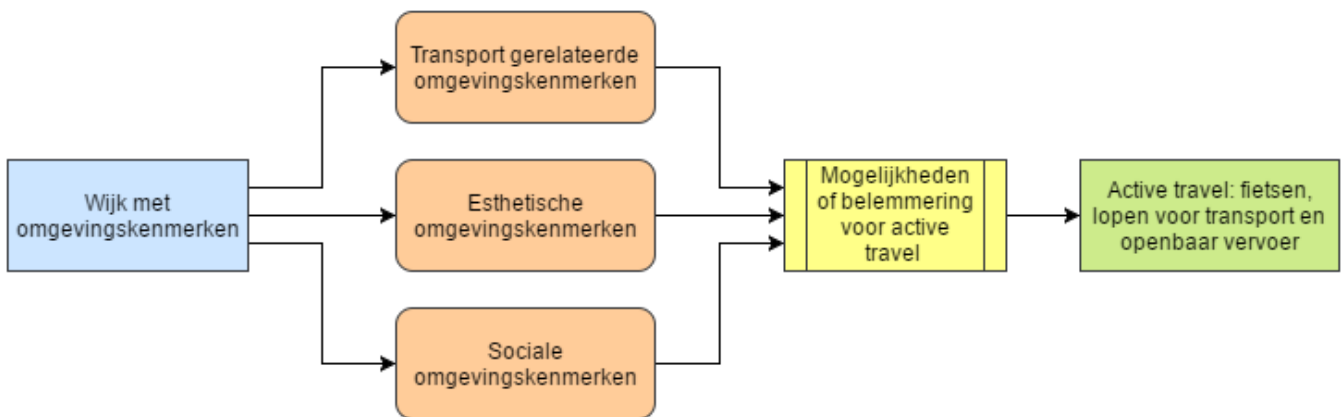 Transport gerelateerde
omgevingskenmerken
Wijk met
omgevingskenmerken
Esthetische
omgevingskenmerken
Sociale
omgevingskenmerken
Mogelijkheden
of belemmering
voor active
travel
Active travel: fietsen,
lopen voor transport en
openbaar vervoer